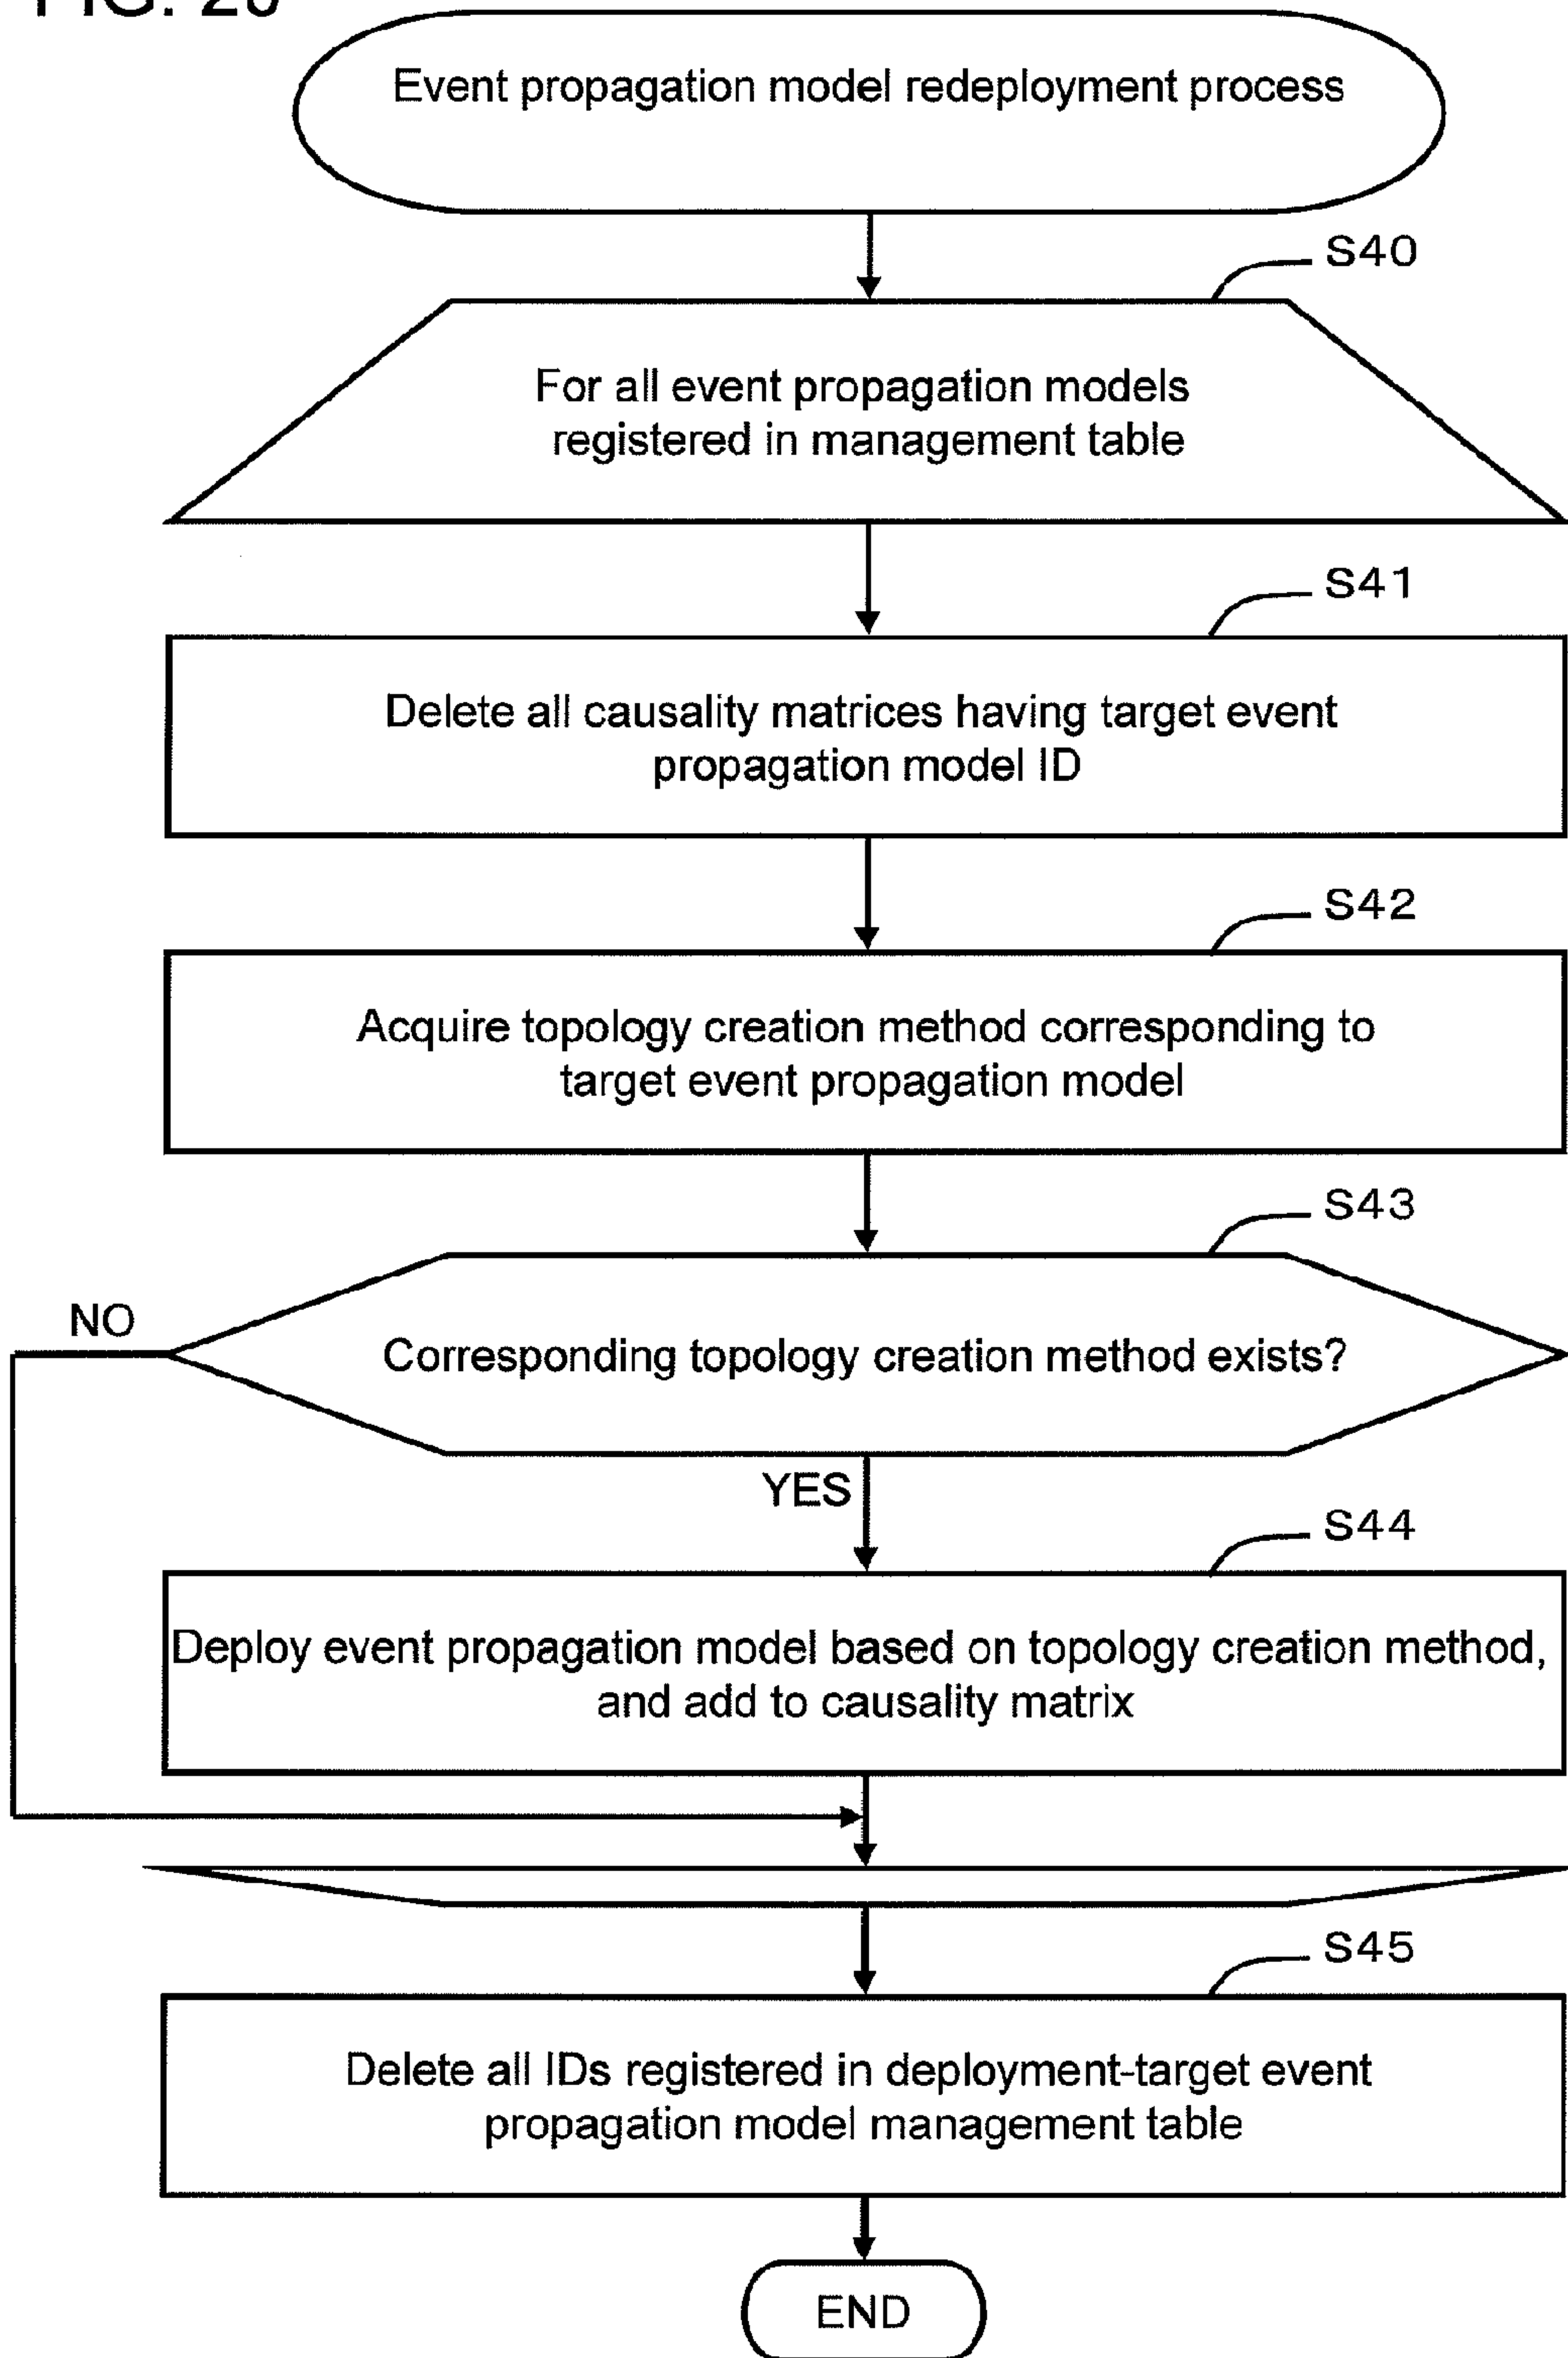 Event propagation model redeployment process
S40
For all event propagation models
registered in management table
S41
Delete all causality matrices having target event
propagation model ID
S42
Acquire topology creation method corresponding to
target event propagation model
S43
NO
Corresponding topology creation method exists?
YES
S44
Deploy event propagation model based on topology creation method,
and add to causality matrix
S45
Delete all IDs registered in deployment-target event
propagation model management table
END